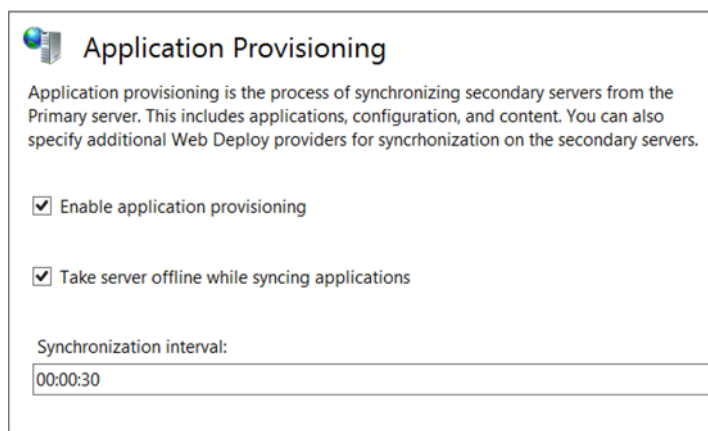 Application Provisioning
Application provisioning is the process of synchronizing secondary servers from the
Primary server. This includes applications, configuration, and content. You can also
specify additional Web Deploy providers for syncrhonization on the secondary servers.
Enable application provisioning
Take server offline while syncing applications
Synchronization interval:
00:00:30